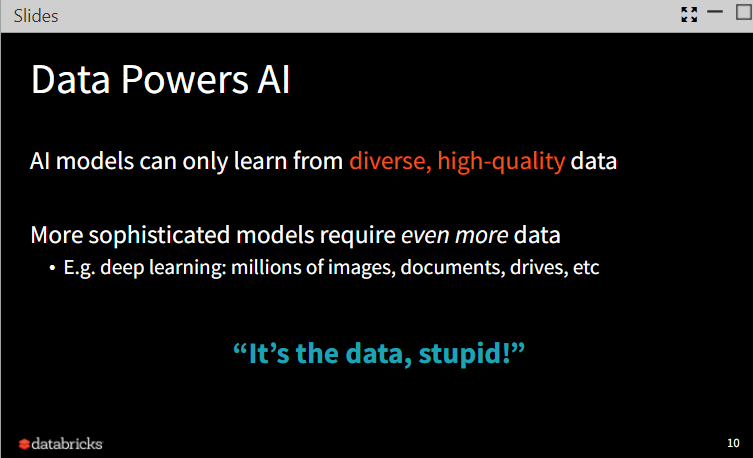 Slides
Data Powers AI
AI models can only learn from diverse, high-quality data
More sophisticated models require even more data
• E.g. deep learning: millions of images, documents, drives, etc
“It’s the data, stupid!”
databricks
10